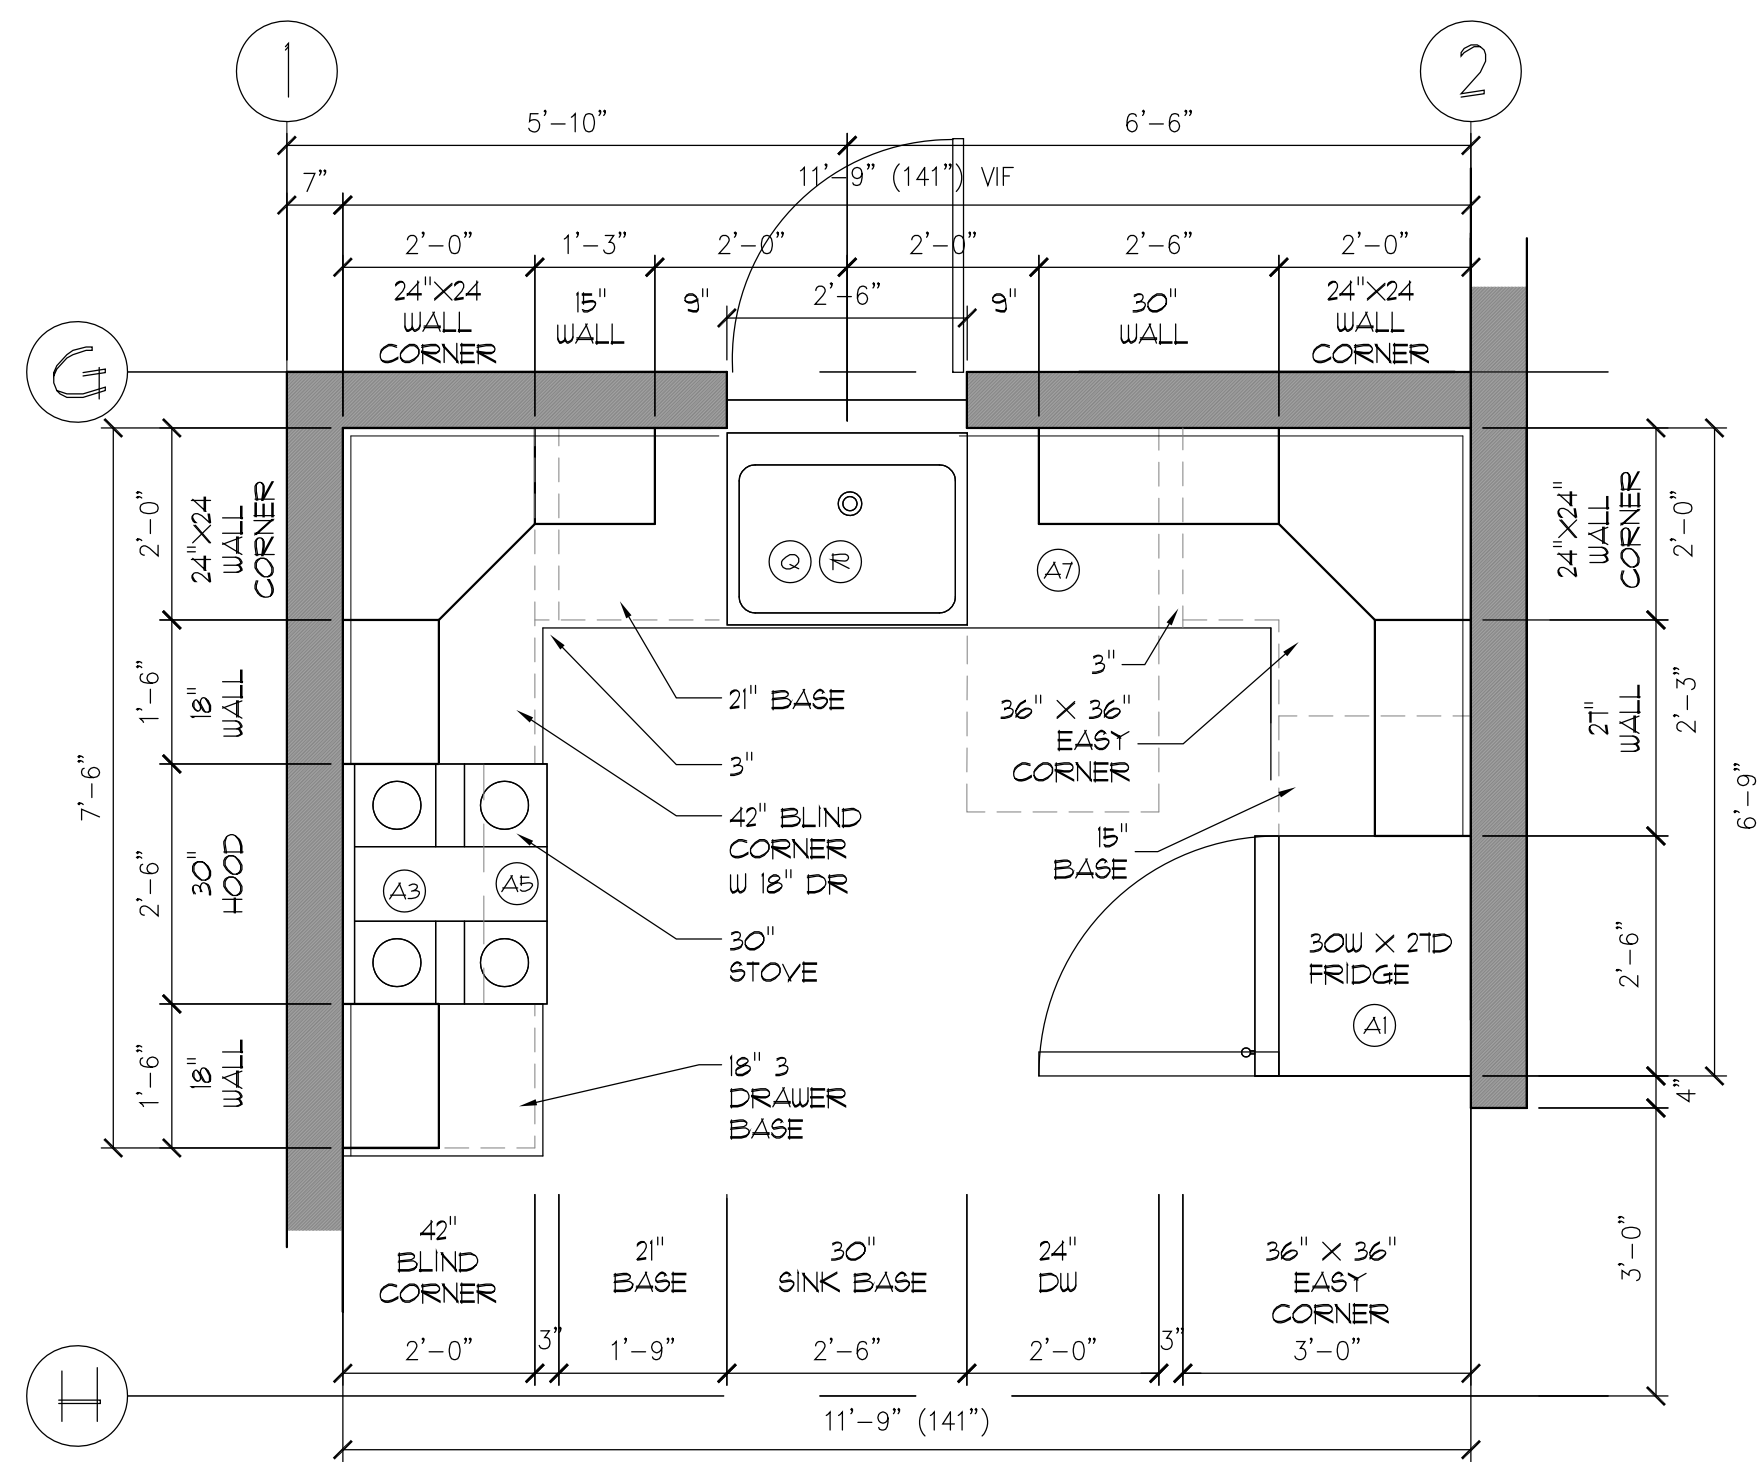 1
2
5'-10"
6'-6"
7"
11'-9" (141") VIF
2'-0"
1'-3"
2'-0"
2'-0"
2'-6"
2'-0"
24"X24
WALL
CORNER
15"
WALL
9"
2'-6"
9"
30"
WALL
24"X24
WALL
CORNER
G
7'-6"
2'-0"
24"X24
WALL
CORNER
1'-6"
18"
WALL
2'-6"
30"
HOOD
1'-6"
18"
WALL
Q
R
A7
A3
A5
21" BASE
3"
42" BLIND
CORNER
W 18" DR
30"
STOVE
18" 3
DRAWER
BASE
3"
36" X 36"
EASY
CORNER
15"
BASE
30W X 27D
FRIDGE
A1
24"X24"
WALL
CORNER
2'-0"
27"
WALL
2'-3"
6'-9"
2'-6"
4"
3'-0"
42"
BLIND
CORNER
21"
BASE
30"
SINK BASE
24"
DW
36" X 36"
EASY
CORNER
2'-0"
3"
1'-9"
2'-6"
2'-0"
3"
3'-0"
H
11'-9" (141")